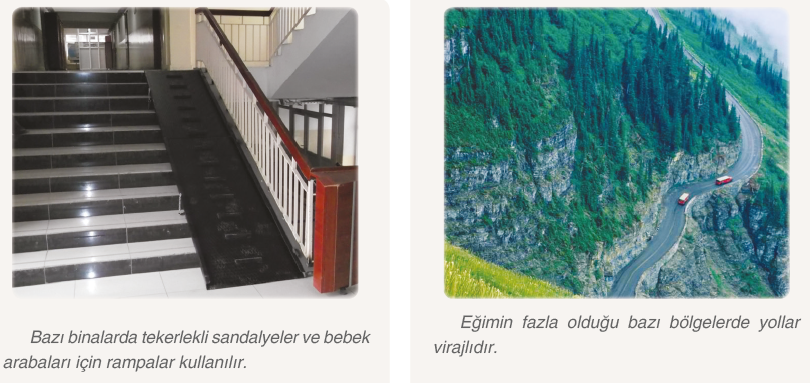 Bazı binalarda tekerlekli sandalyeler ve bebek
arabaları için rampalar kullanılır.
Eğimin fazla olduğu bazı bölgelerde yollar
virajlıdır.